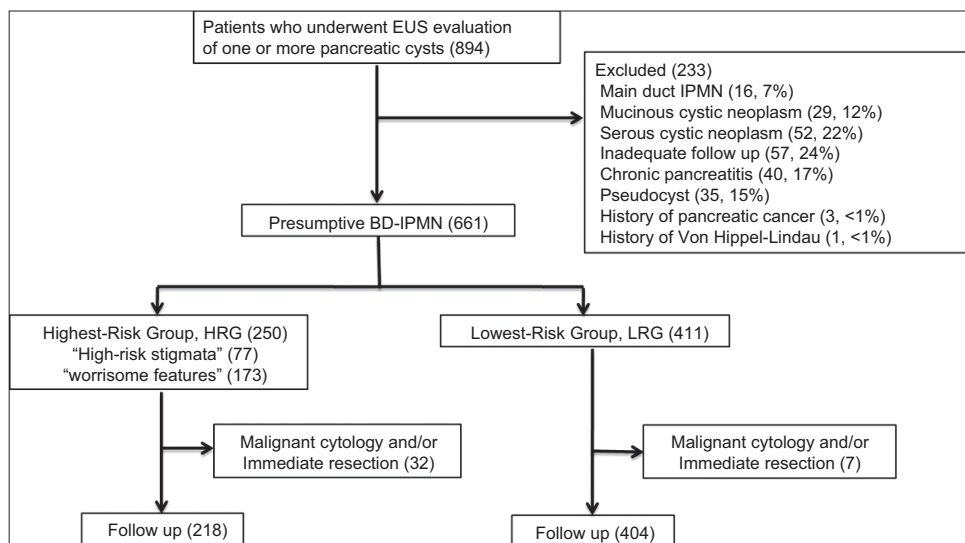 Patients who underwent EUS evaluation
of one or more pancreatic cysts (894)
Excluded (233)
Main duct IPMN (16, 7%)
Mucinous cystic neoplasm (29, 12%)
Serous cystic neoplasm (52, 22%)
Inadequate follow up (57, 24%)
Chronic pancreatitis (40, 17%)
Pseudocyst (35, 15%)
History of pancreatic cancer (3, <1%)
History of Von Hippel-Lindau (1, <1%)
Presumptive BD-IPMN (661)
Highest-Risk Group, HRG (250)
“High-risk stigmata” (77)
“worrisome features” (173)
Lowest-Risk Group, LRG (411)
Malignant cytology and/or
Immediate resection (32)
Malignant cytology and/or
Immediate resection (7)
Follow up (218)
Follow up (404)